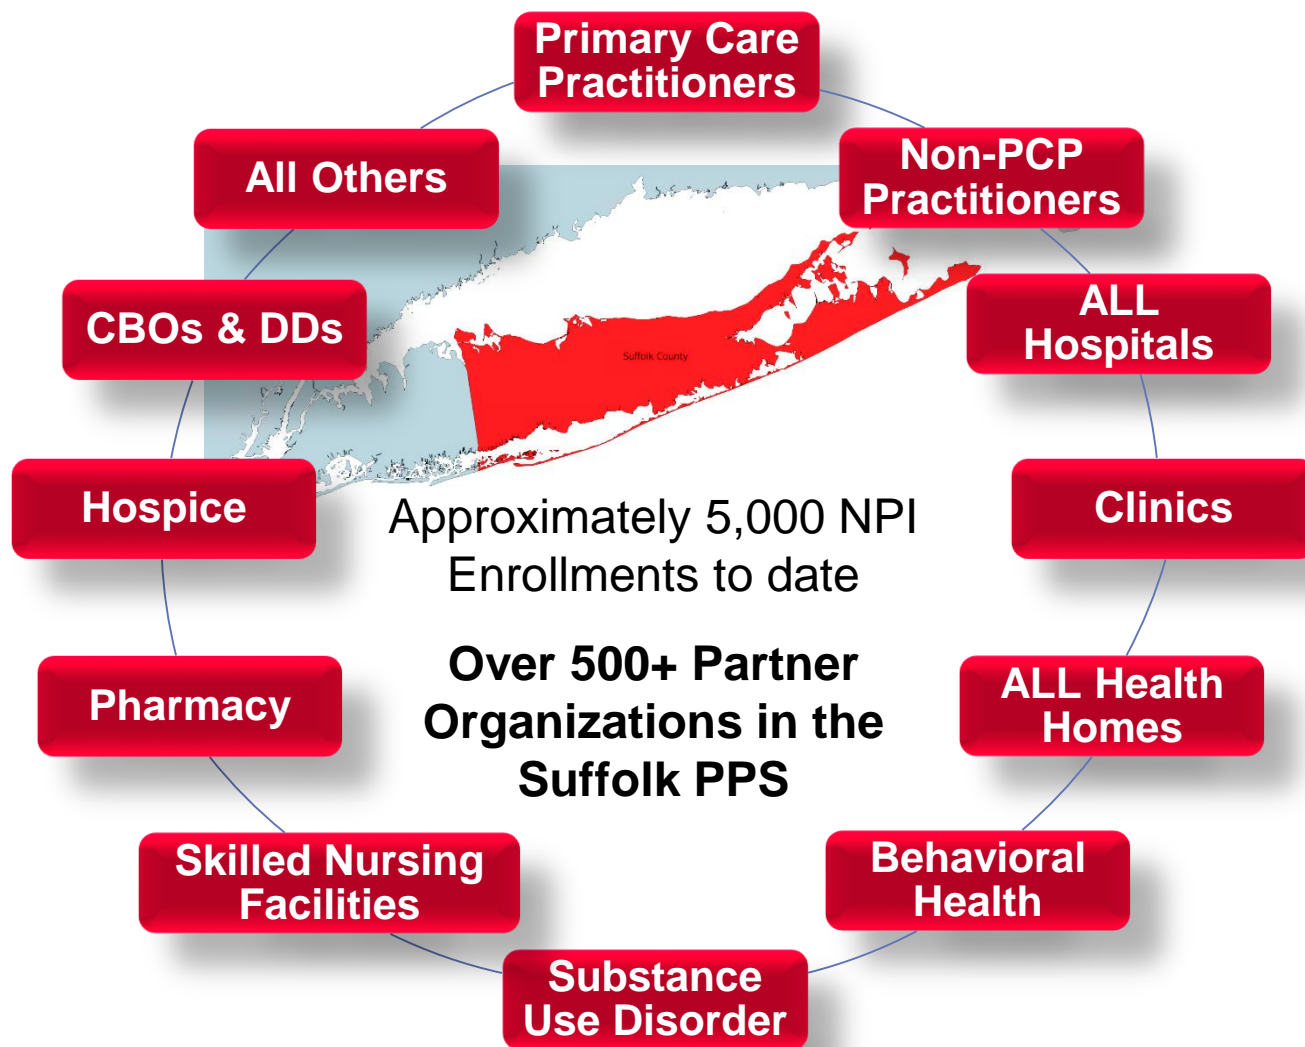 Primary Care
Practitioners
Non-PCP
Practitioners
ALL
Hospitals
Clinics
ALL Health
Homes
Behavioral
Health
Substance
Use Disorder
Skilled Nursing
Facilities
Pharmacy
Hospice
CBOs & DDs
All Others
Suffolk County
Approximately 5,000 NPI
Enrollments to date
Over 500+ Partner
Organizations in the
Suffolk PPS